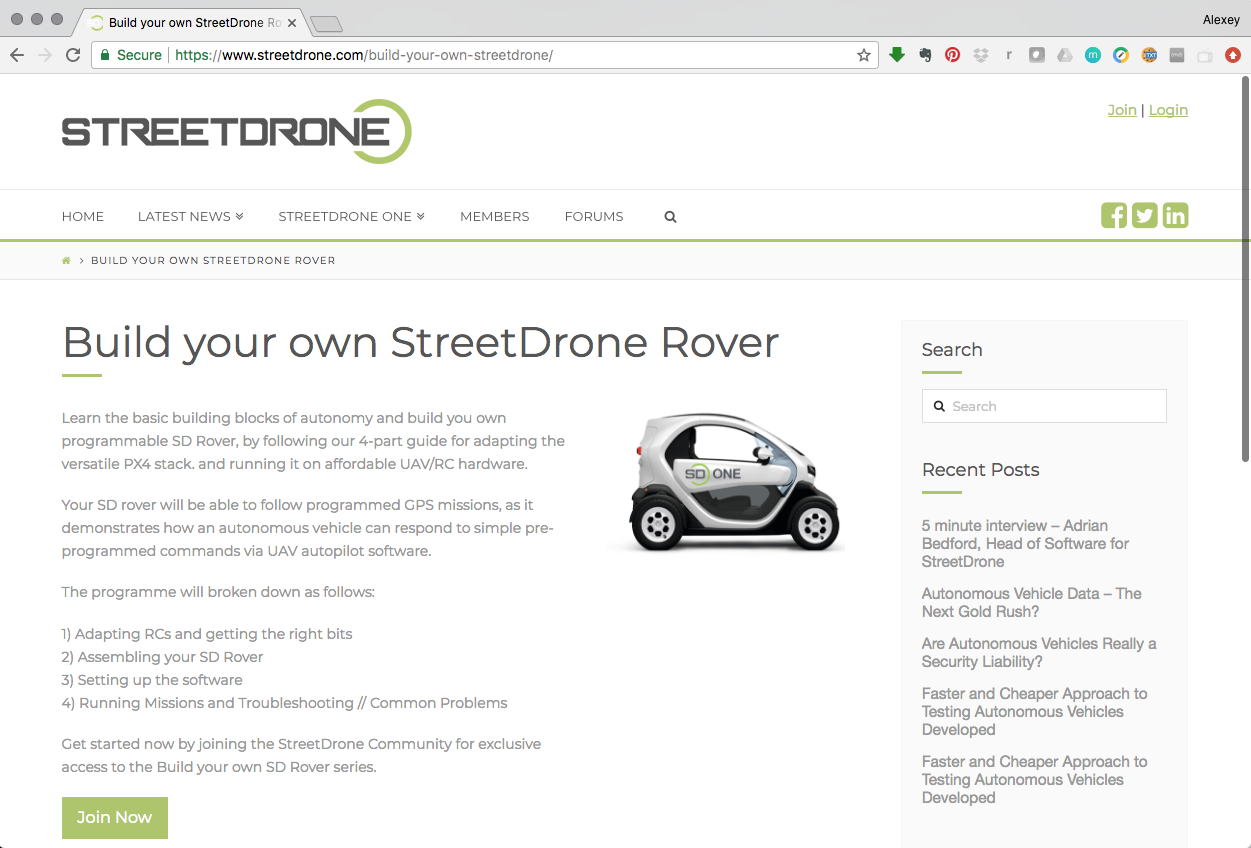 Build your own StreetDrone Ro
Alexey
Secure
https://www.streetdrone.com/build-your-own-streetdrone/
STREETDRONE
Join | Login
HOME
LATEST NEWS
STREETDRONE ONE
MEMBERS
FORUMS
BUILD YOUR OWN STREETDRONE ROVER
Build your own StreetDrone Rover
Learn the basic building blocks of autonomy and build you own
programmable SD Rover, by following our 4-part guide for adapting the
versatile PX4 stack. and running it on affordable UAV/RC hardware.
Your SD rover will be able to follow programmed GPS missions, as it
demonstrates how an autonomous vehicle can respond to simple pre-
programmed commands via UAV autopilot software.
The programme will broken down as follows:
1) Adapting RCs and getting the right bits
2) Assembling your SD Rover
3) Setting up the software
4) Running Missions and Troubleshooting // Common Problems
Get started now by joining the StreetDrone Community for exclusive
access to the Build your own SD Rover series.
Join Now
SD ONE
Search
Search
Recent Posts
5 minute interview – Adrian
Bedford, Head of Software for
StreetDrone
Autonomous Vehicle Data – The
Next Gold Rush?
Are Autonomous Vehicles Really a
Security Liability?
Faster and Cheaper Approach to
Testing Autonomous Vehicles
Developed
Faster and Cheaper Approach to
Testing Autonomous Vehicles
Developed